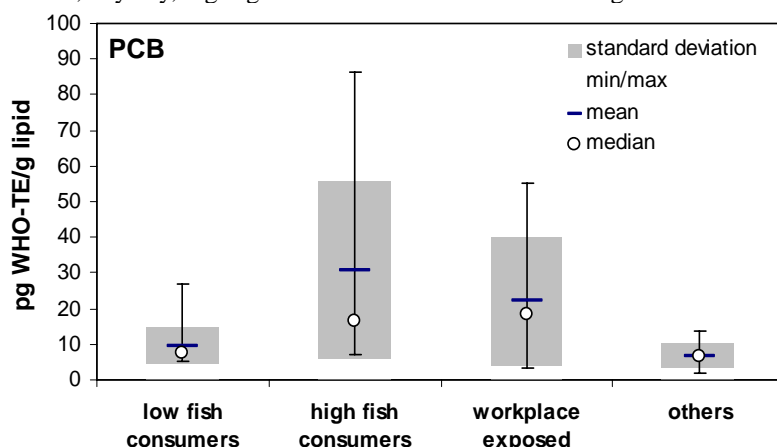 100
90
80
70
60
50
40
30
20
10
0
pg WHO-TE/g lipid
PCB
standard deviation
min/max
mean
median
low fish
consumers
high fish
consumers
workplace
exposed
others